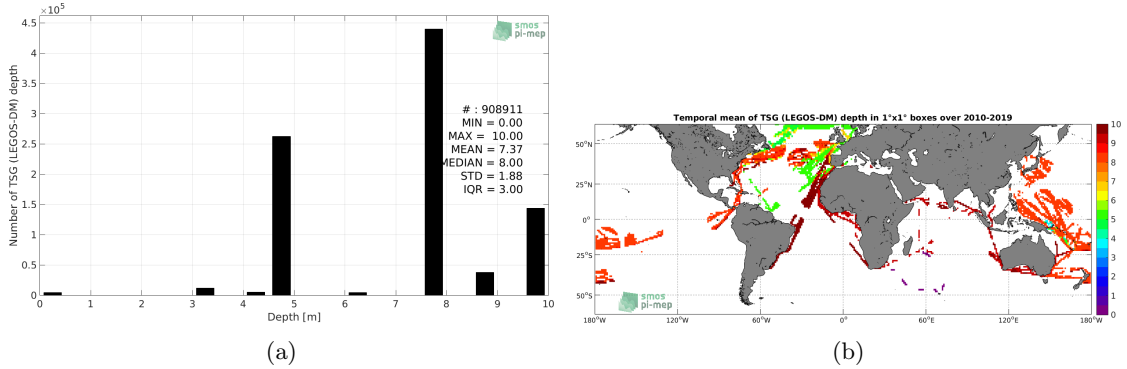 4.5
×10^5
4
3.5
3
2.5
2
1.5
1
0.5
0
Number of TSG (LEGOS-DM) depth
smos
pi-mep
# : 908911
MIN = 0.00
MAX = 10.00
MEAN = 7.37
MEDIAN = 8.00
STD = 1.88
IQR = 3.00
0 1 2 3 4 5 6 7 8 9 10
Depth [m]
(a)
Temporal mean of TSG (LEGOS-DM) depth in 1°x1° boxes over 2010-2019
50°N
25°N
0°
25°S
50°S
smos
pi-mep
180°W 120°W 60°W 0° 60°E 120°E 180°E
10
9
8
7
6
5
4
3
2
1
0
(b)